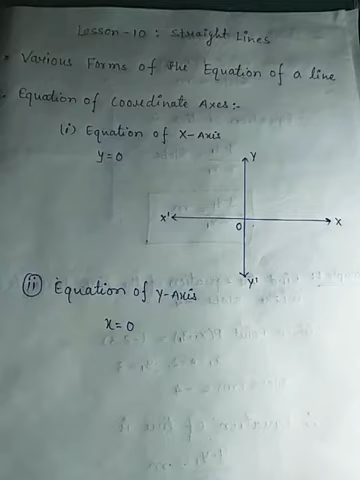 Lesson-10: Straight Lines
* Various Forms of the Equation of a line
• Equation of Coordinate Axes:-
(i) Equation of X-Axis
y=0
Y
X'
O
X
Y'
(ii) Equation of Y-Axis
x=0